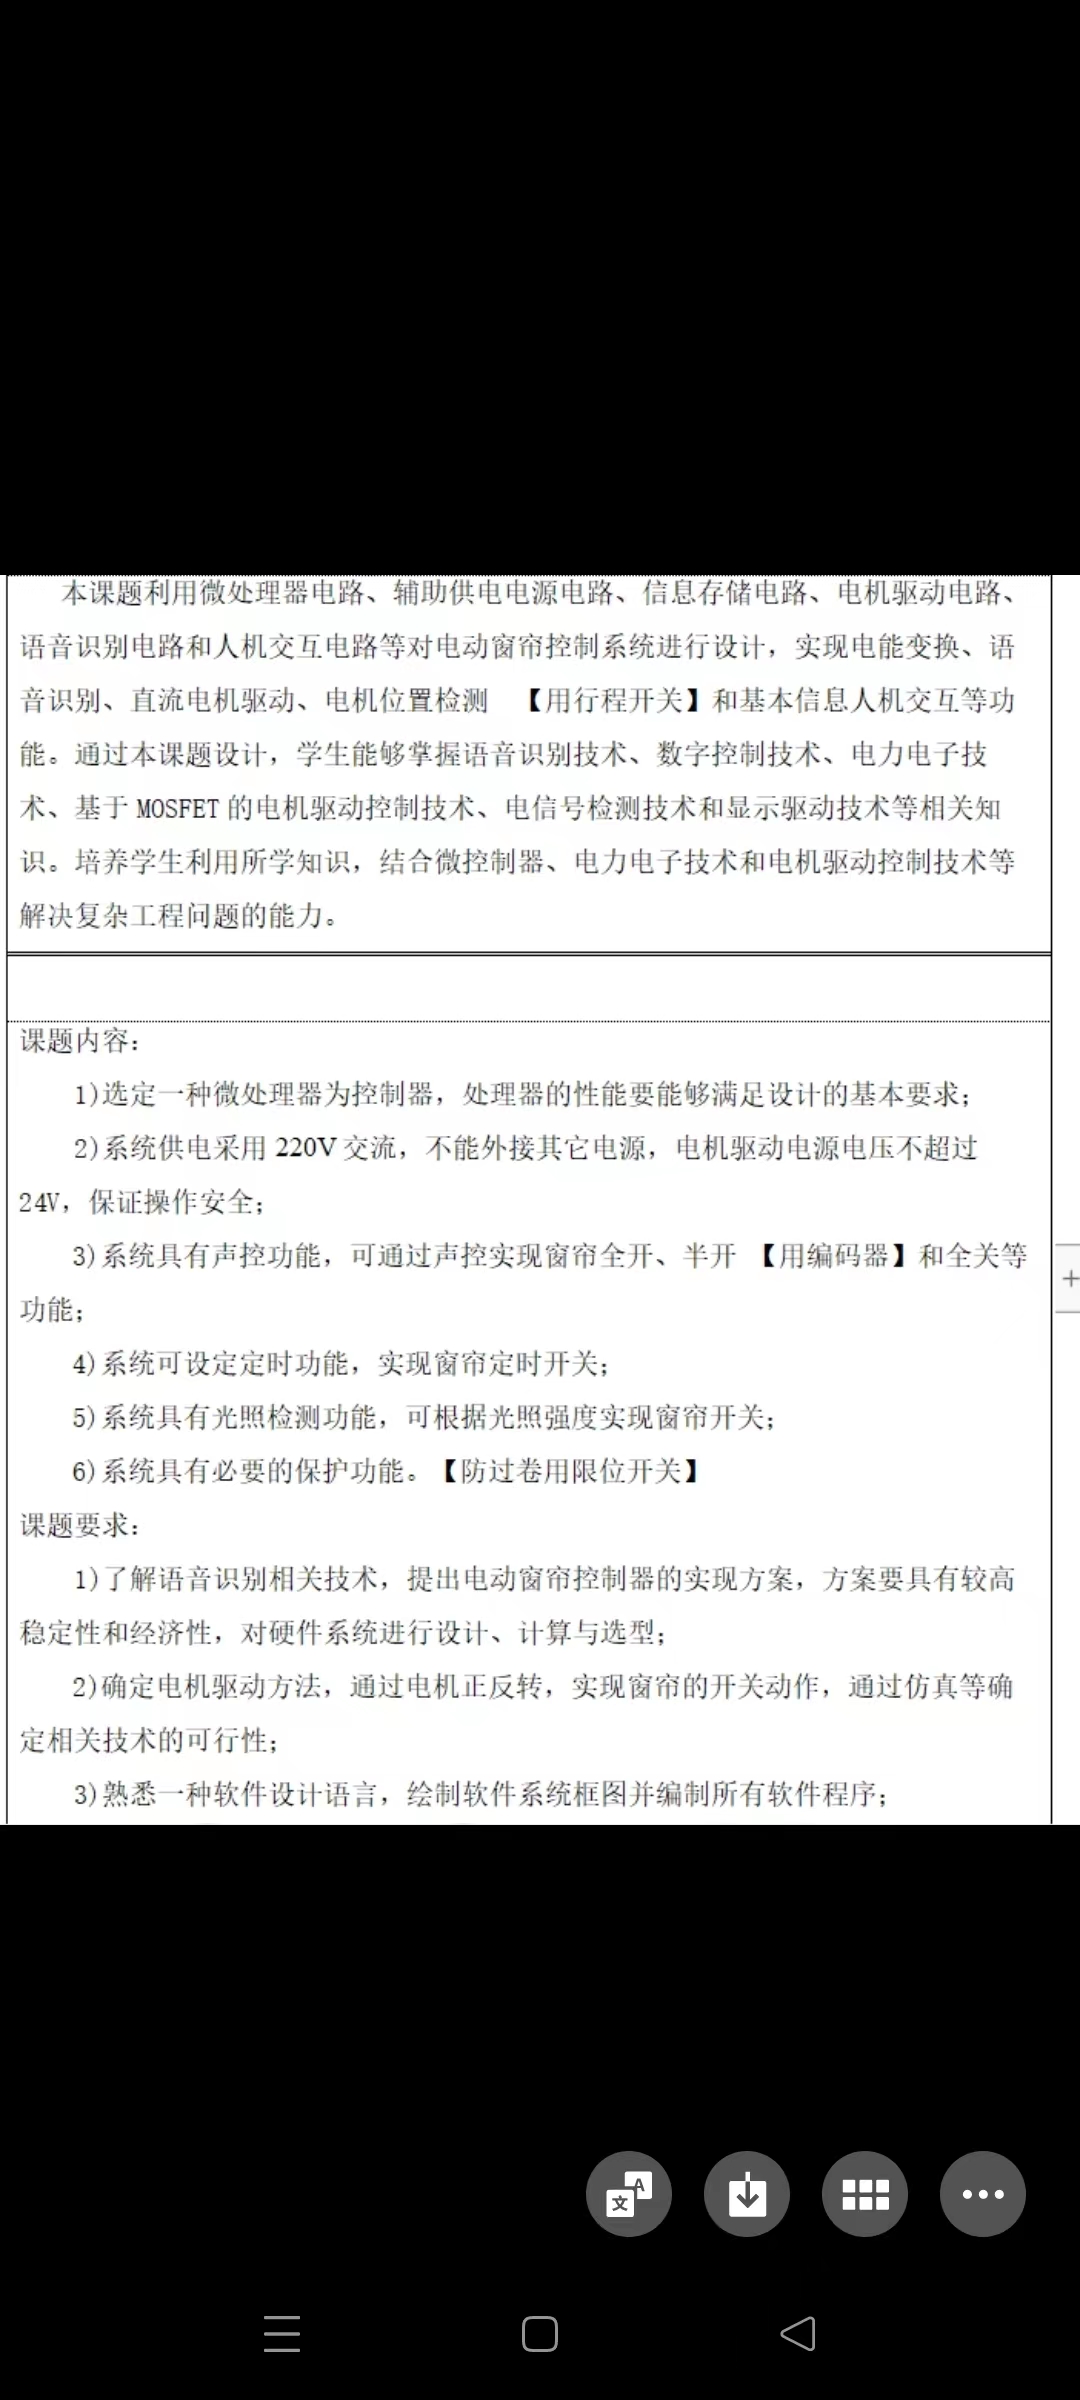 本课题利用微处理器电路、辅助供电电源电路、信息存储电路、电机驱动电路、
语音识别电路和人机交互电路等对电动窗帘控制系统进行设计，实现电能变换、语
音识别、直流电机驱动、电机位置检测 【用行程开关】和基本信息人机交互等功
能。通过本课题设计，学生能够掌握语音识别技术、数字控制技术、电力电子技
术、基于 MOSFET 的电机驱动控制技术、电信号检测技术和显示驱动技术等相关知
识。培养学生利用所学知识，结合微控制器、电力电子技术和电机驱动控制技术等
解决复杂工程问题的能力。
课题内容：
1)选定一种微处理器为控制器，处理器的性能要能够满足设计的基本要求；
2)系统供电采用 220V 交流，不能外接其它电源，电机驱动电源电压不超过
24V，保证操作安全；
3)系统具有声控功能，可通过声控实现窗帘全开、半开 【用编码器】和全关等
功能；
4)系统可设定定时功能，实现窗帘定时开关；
5)系统具有光照检测功能，可根据光照强度实现窗帘开关；
6)系统具有必要的保护功能。【防过卷用限位开关】
课题要求：
1)了解语音识别相关技术，提出电动窗帘控制器的实现方案，方案要具有较高
稳定性和经济性，对硬件系统进行设计、计算与选型；
2)确定电机驱动方法，通过电机正反转，实现窗帘的开关动作，通过仿真等确
定相关技术的可行性；
3)熟悉一种软件设计语言，绘制软件系统框图并编制所有软件程序；